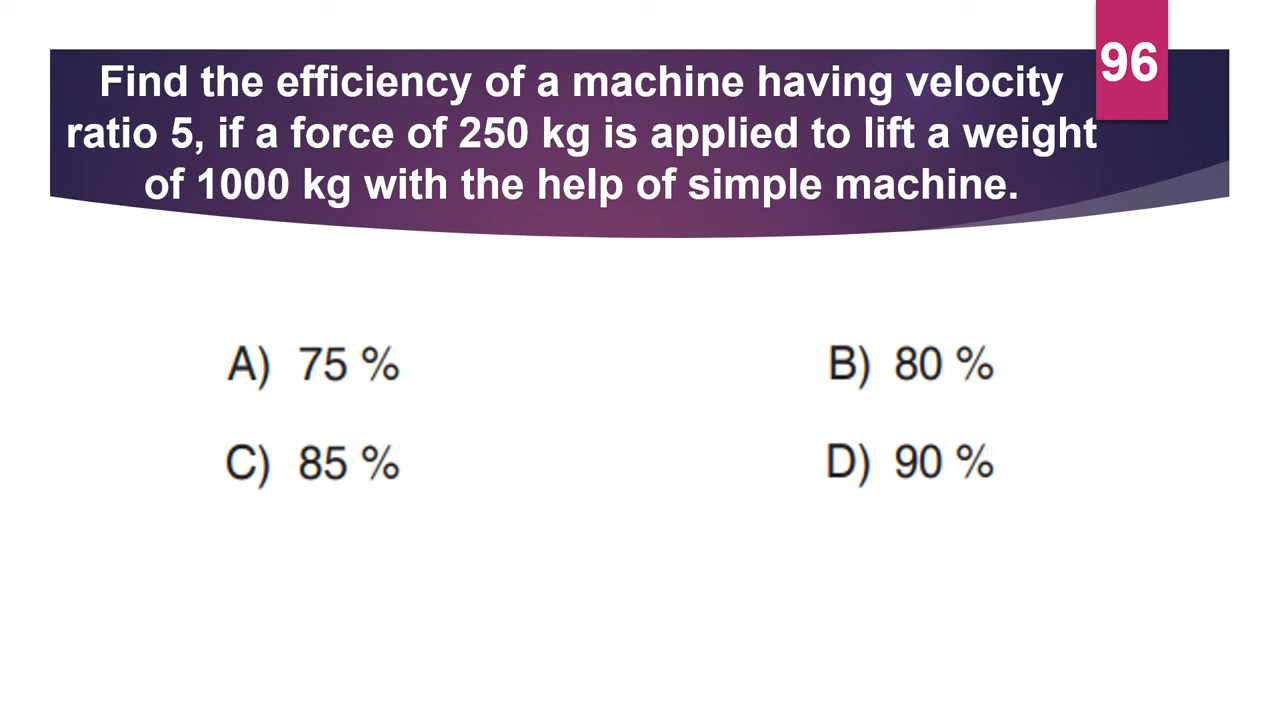 96
Find the efficiency of a machine having velocity
ratio 5, if a force of 250 kg is applied to lift a weight
of 1000 kg with the help of simple machine.
A) 75 %
B) 80 %
C) 85 %
D) 90 %